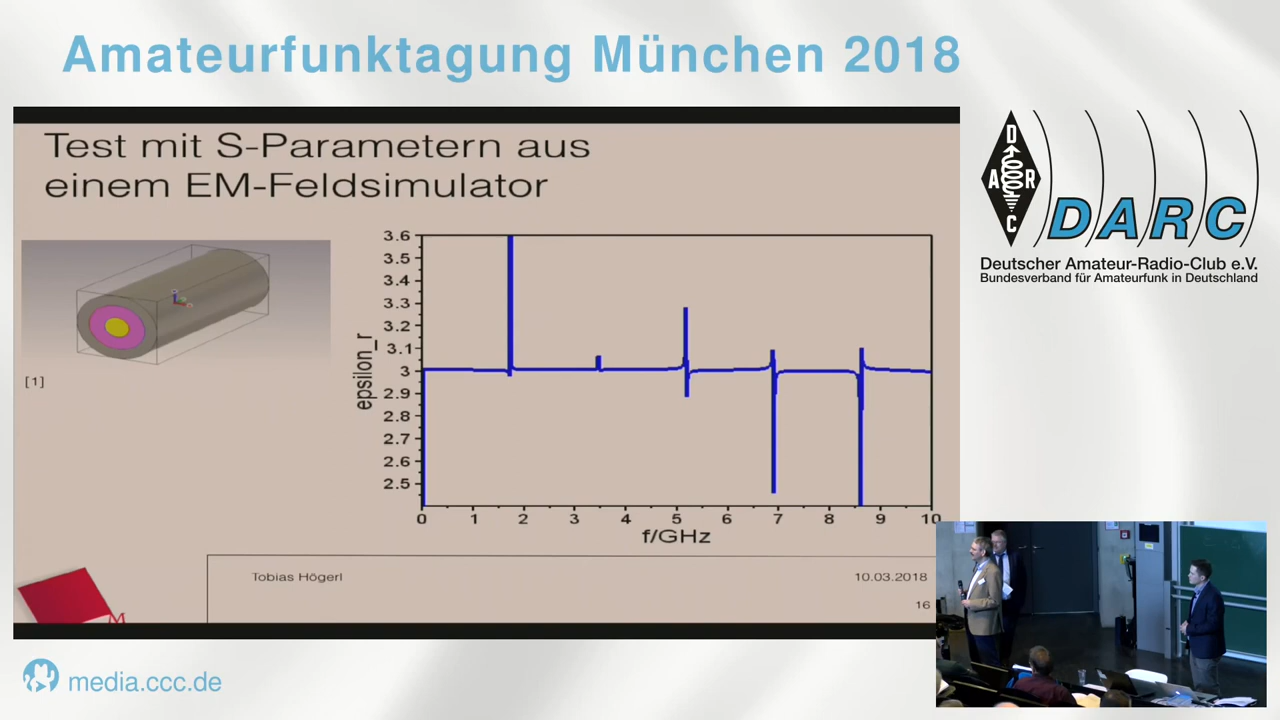 Amateurfunktagung München 2018
Test mit S-Parametern aus
einem EM-Feldsimulator
[1]
epsilon_r
3.6
3.5
3.4
3.3
3.2
3.1
3
2.9
2.8
2.7
2.6
2.5
0 1 2 3 4 5 6 7 8 9 10
f/GHz
Tobias Högerl
10.03.2018
16
M
D
A R
C
DARC
Deutscher Amateur-Radio-Club e.V.
Bundesverband für Amateurfunk in Deutschland
media.ccc.de